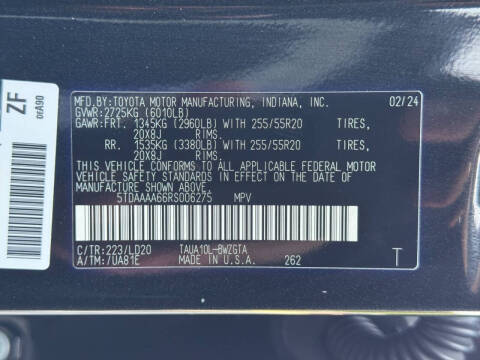 ZF
06A90
MFD.BY:TOYOTA MOTOR MANUFACTURING, INDIANA, INC. 02/24
GVWR:2725KG (6010LB)
GAWR:FRT. 1345KG (2960LB) WITH 255/55R20 TIRES,
20X8J RIMS.
RR. 1535KG (3380LB) WITH 255/55R20 TIRES,
20X8J RIMS.
THIS VEHICLE CONFORMS TO ALL APPLICABLE FEDERAL MOTOR
VEHICLE SAFETY STANDARDS IN EFFECT ON THE DATE OF
MANUFACTURE SHOWN ABOVE.
5TDAAAA66RS006275 MPV
C/TR:223/LD20 TAUA10L-BWZGTA
A/TM:/UA81E MADE IN U.S.A. 262 T